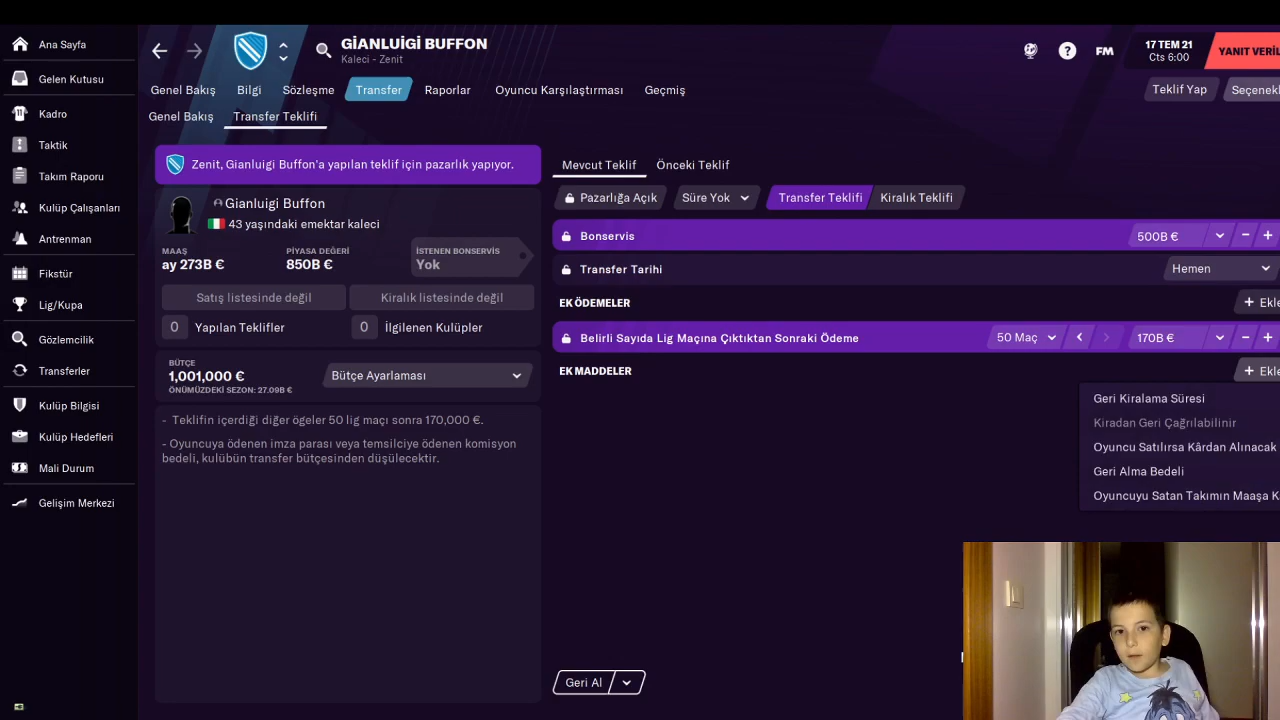 Ana Sayfa
Gelen Kutusu
Kadro
Taktik
Takım Raporu
Kulüp Çalışanları
Antrenman
Fikstür
Lig/Kupa
Gözlemcilik
Transferler
Kulüp Bilgisi
Kulüp Hedefleri
Mali Durum
Gelişim Merkezi
GİANLUİGİ BUFFON
Kaleci - Zenit
FM
17 TEM 21
Cts 6:00
YANIT VERİL
Genel Bakış Bilgi Sözleşme Transfer Raporlar Oyuncu Karşılaştırması Geçmiş
Teklif Yap Seçenekl
Genel Bakış Transfer Teklifi
Zenit, Gianluigi Buffon'a yapılan teklif için pazarlık yapıyor.
Gianluigi Buffon
43 yaşındaki emektar kaleci
MAAŞ PİYASA DEĞERİ İSTENEN BONSERVİS
ay 273B € 850B € Yok
Satış listesinde değil Kiralık listesinde değil
0 Yapılan Teklifler 0 İlgilenen Kulüpler
BÜTÇE
1,001,000 €
ÖNÜMÜZDEKİ SEZON: 27.09B €
Bütçe Ayarlaması
- Teklifin içerdiği diğer ögeler 50 lig maçı sonra 170,000 €.
- Oyuncuya ödenen imza parası veya temsilciye ödenen komisyon
bedeli, kulübün transfer bütçesinden düşülecektir.
Mevcut Teklif Önceki Teklif
Pazarlığa Açık Süre Yok Transfer Teklifi Kiralık Teklifi
Bonservis 500B € - +
Transfer Tarihi Hemen
EK ÖDEMELER + Ekle
Belirli Sayıda Lig Maçına Çıktıktan Sonraki Ödeme 50 Maç 170B € - +
EK MADDELER + Ekle
Geri Kiralama Süresi
Kiradan Geri Çağrılabilinir
Oyuncu Satılırsa Kârdan Alınacak
Geri Alma Bedeli
Oyuncuyu Satan Takımın Maaşa K
Geri Al